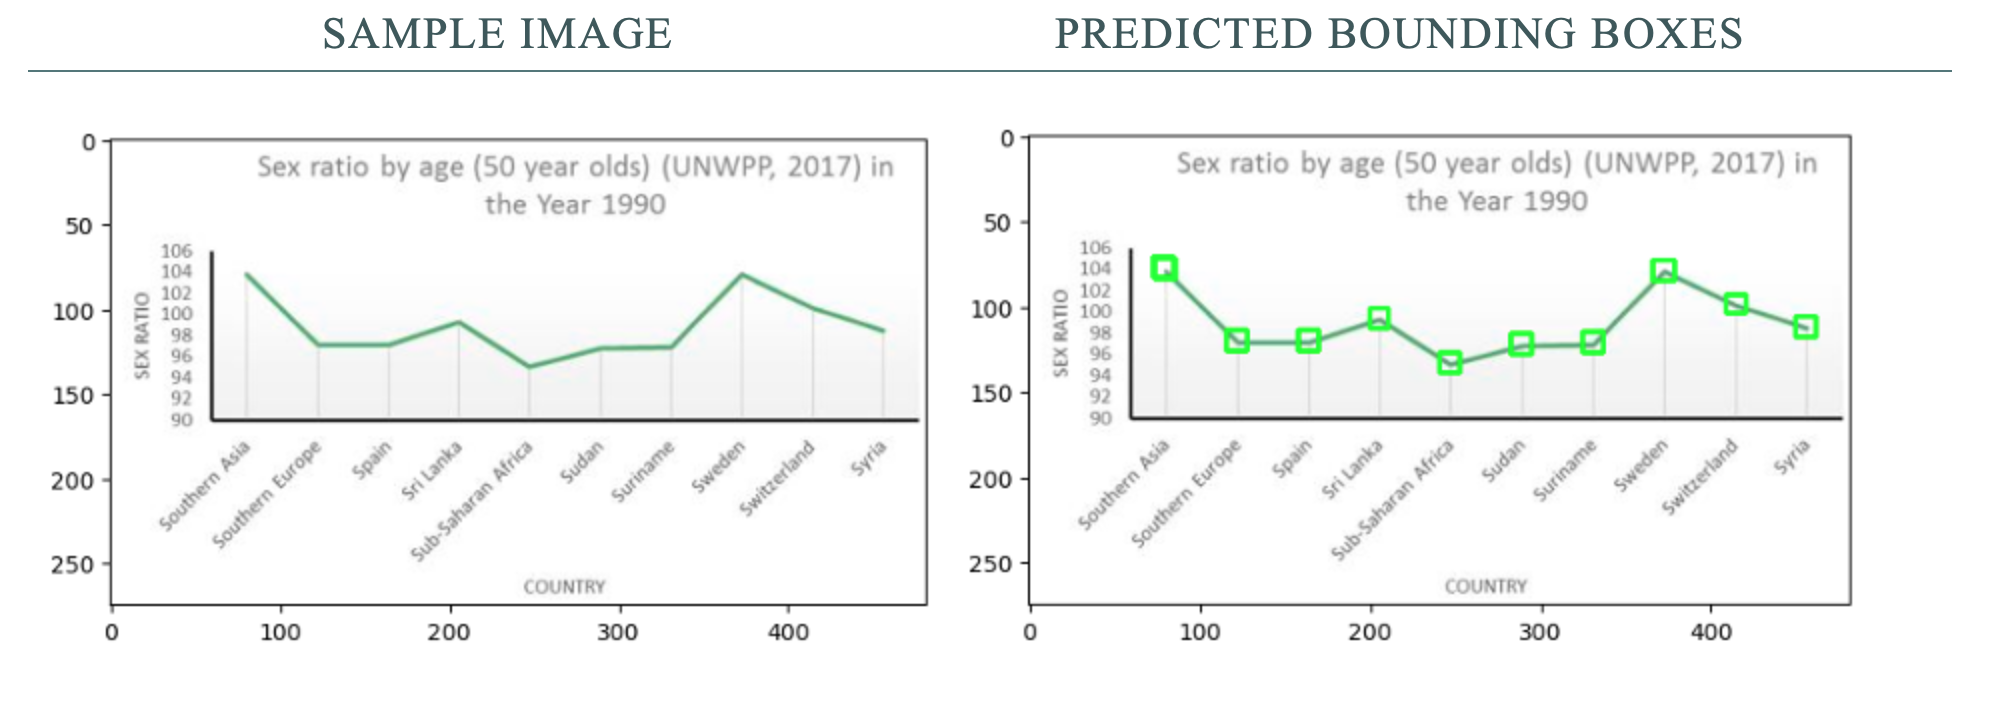 SAMPLE IMAGE
PREDICTED BOUNDING BOXES
0
50
100
150
200
250
0
100
200
300
400
Sex ratio by age (50 year olds) (UNWPP, 2017) in
the Year 1990
SEX RATIO
106
104
102
100
98
96
94
92
90
Southern Asia
Southern Europe
Spain
Sri Lanka
Sub-Saharan Africa
Sudan
Suriname
Sweden
Switzerland
Syria
COUNTRY
0
50
100
150
200
250
0
100
200
300
400
Sex ratio by age (50 year olds) (UNWPP, 2017) in
the Year 1990
SEX RATIO
106
104
102
100
98
96
94
92
90
Southern Asia
Southern Europe
Spain
Sri Lanka
Sub-Saharan Africa
Sudan
Suriname
Sweden
Switzerland
Syria
COUNTRY